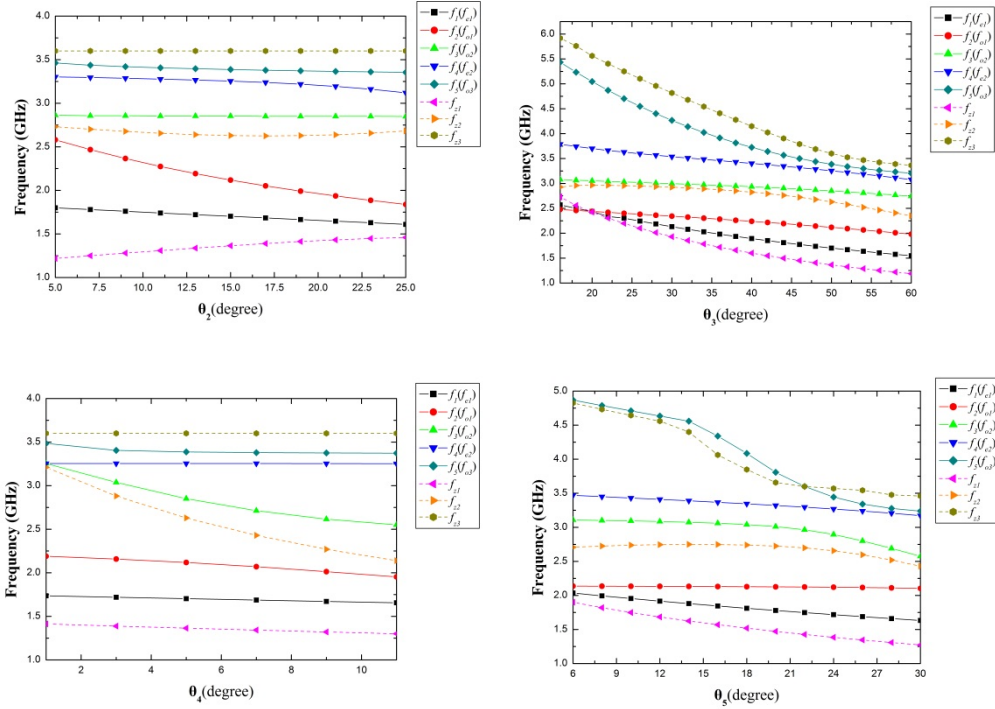 Frequency (GHz)
4.0
3.5
3.0
2.5
2.0
1.5
1.0
5.0 7.5 10.0 12.5 15.0 17.5 20.0 22.5 25.0
θ2(degree)
f1(fe1)
f2(fo1)
f3(fo2)
f4(fe2)
f5(fo3)
fz1
fz2
fz3
Frequency (GHz)
6.0
5.5
5.0
4.5
4.0
3.5
3.0
2.5
2.0
1.5
1.0
20 25 30 35 40 45 50 55 60
θ3(degree)
f1(fe1)
f2(fo1)
f3(fo2)
f4(fe2)
f5(fo3)
fz1
fz2
fz3
Frequency (GHz)
4.0
3.5
3.0
2.5
2.0
1.5
1.0
2 4 6 8 10
θ4(degree)
f1(fe1)
f2(fo1)
f3(fo2)
f4(fe2)
f5(fo3)
fz1
fz2
fz3
Frequency (GHz)
5.0
4.5
4.0
3.5
3.0
2.5
2.0
1.5
1.0
6 9 12 15 18 21 24 27 30
θ5(degree)
f1(fe1)
f2(fo1)
f3(fo2)
f4(fe2)
f5(fo3)
fz1
fz2
fz3